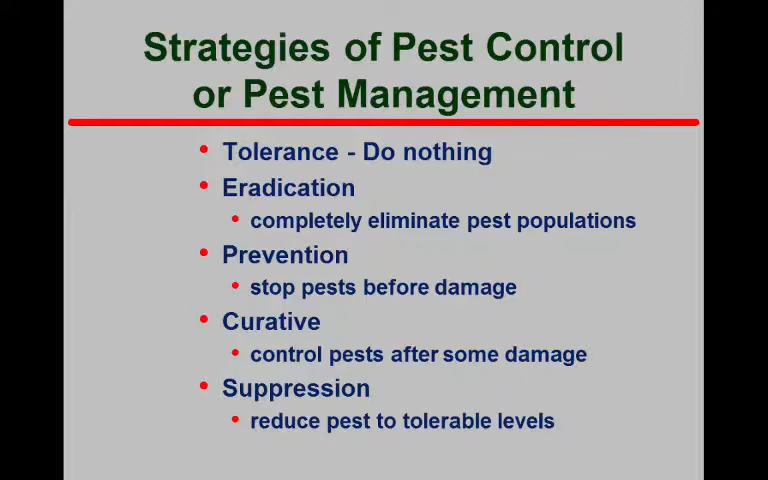 Strategies of Pest Control
or Pest Management
• Tolerance - Do nothing
• Eradication
• completely eliminate pest populations
• Prevention
• stop pests before damage
• Curative
• control pests after some damage
• Suppression
• reduce pest to tolerable levels